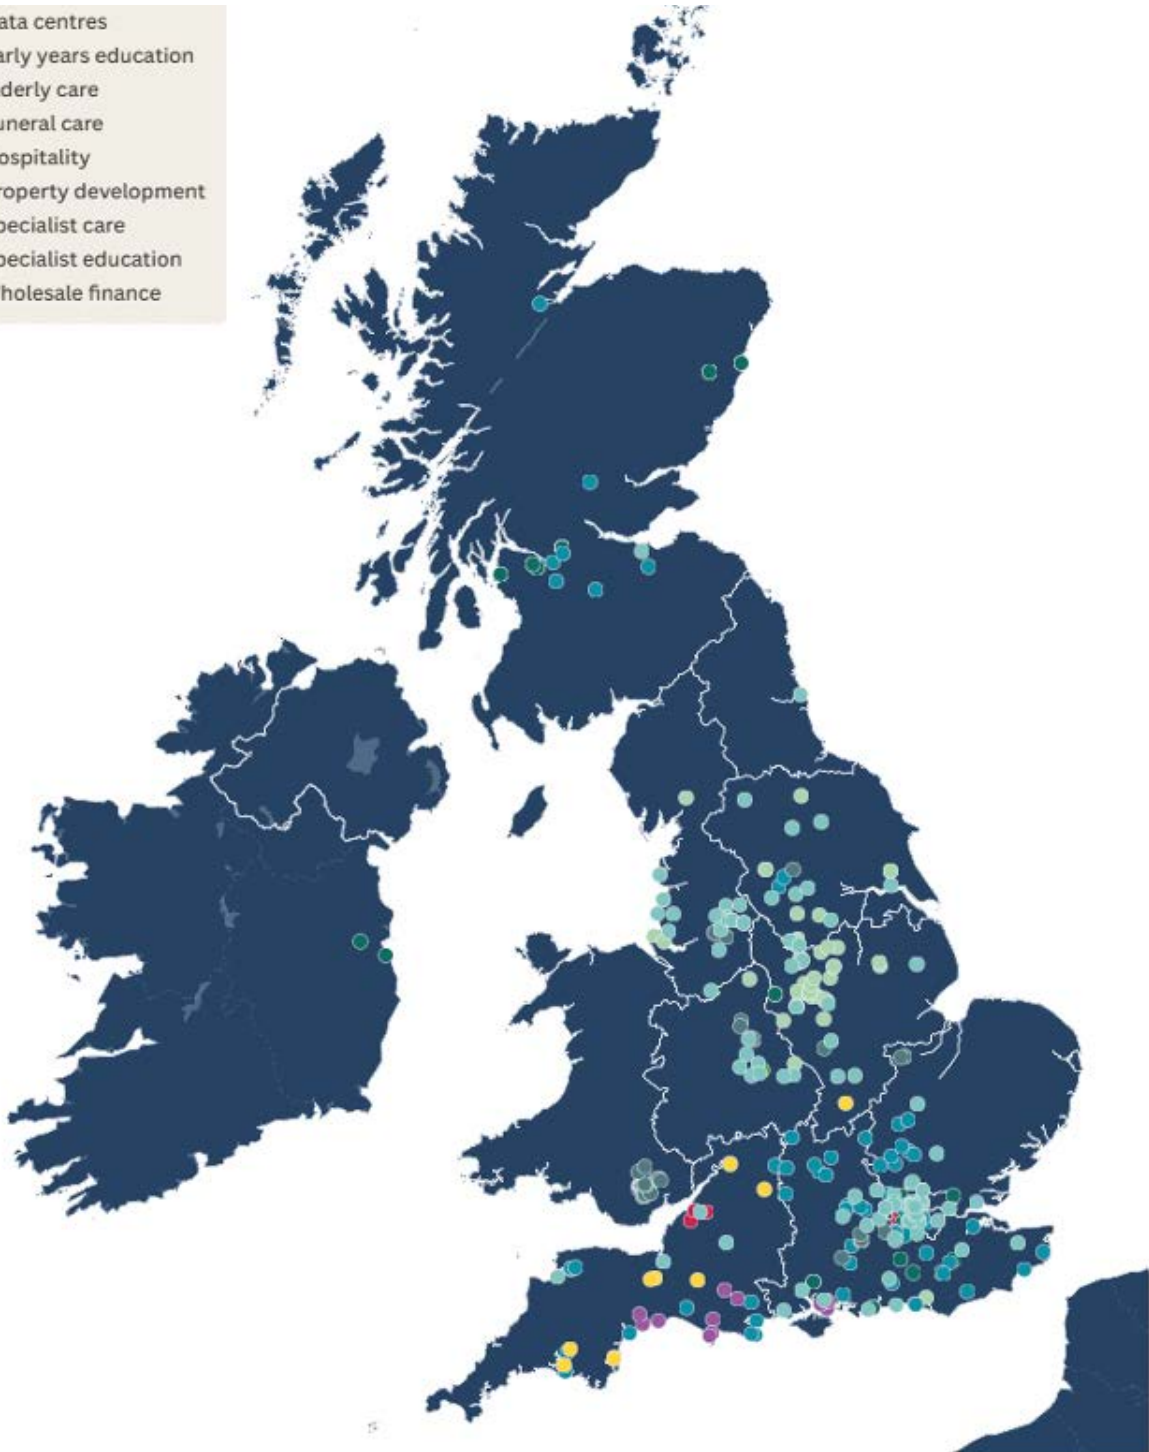 ata centres
arly years education
derly care
uneral care
ospitality
roperty development
pecialist care
pecialist education
holesale finance